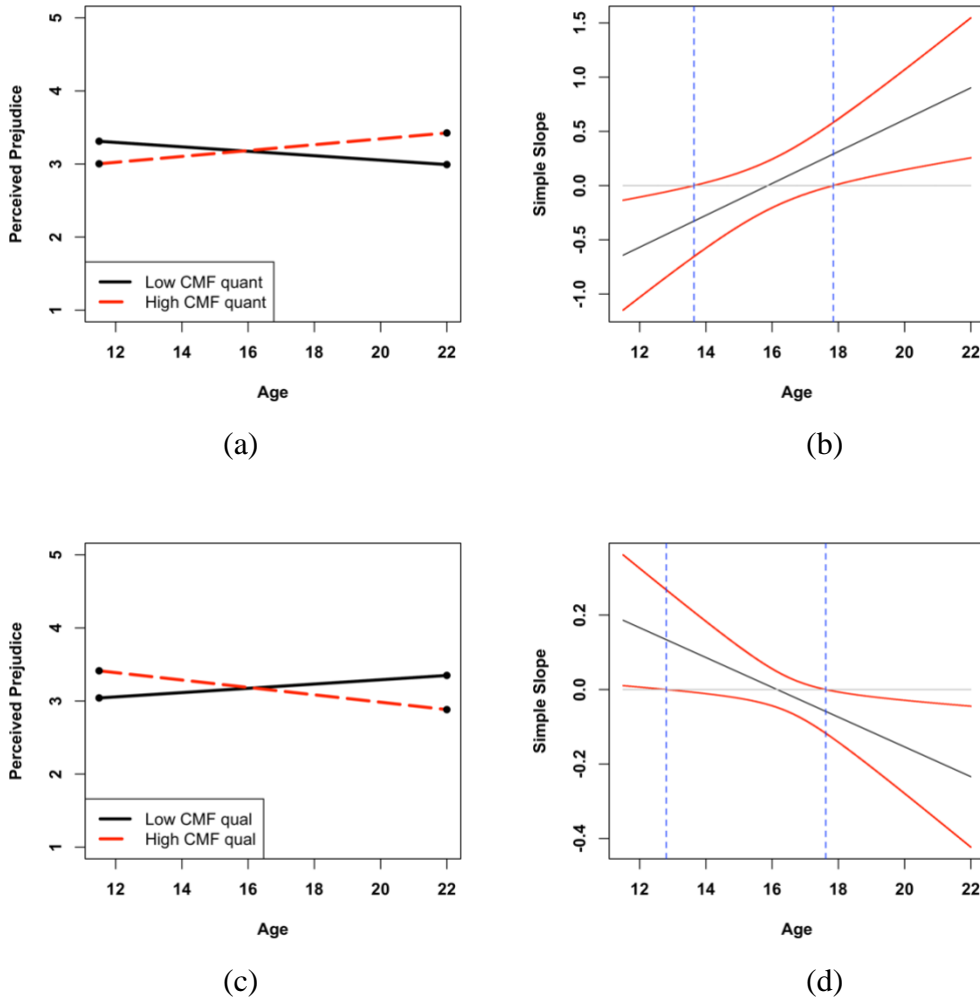 5
4
3
2
1
Perceived Prejudice
Low CMF quant
High CMF quant
12 14 16 18 20 22
Age
(a)
1.5
1.0
0.5
0.0
-0.5
-1.0
Simple Slope
12 14 16 18 20 22
Age
(b)
5
4
3
2
1
Perceived Prejudice
Low CMF qual
High CMF qual
12 14 16 18 20 22
Age
(c)
0.2
0.0
-0.2
-0.4
Simple Slope
12 14 16 18 20 22
Age
(d)